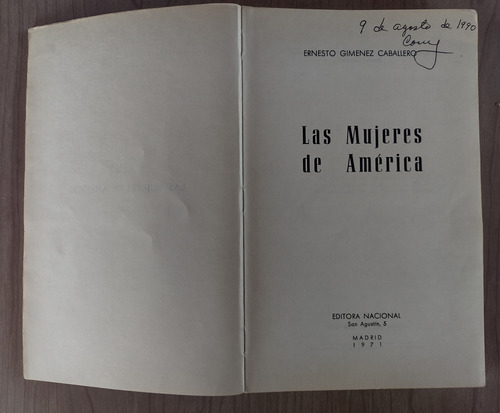 9 de agosto de 1990
ERNESTO GIMENEZ CABALLERO
Las Mujeres
de América
EDITORA NACIONAL
San Agustín, 5
MADRID
1971